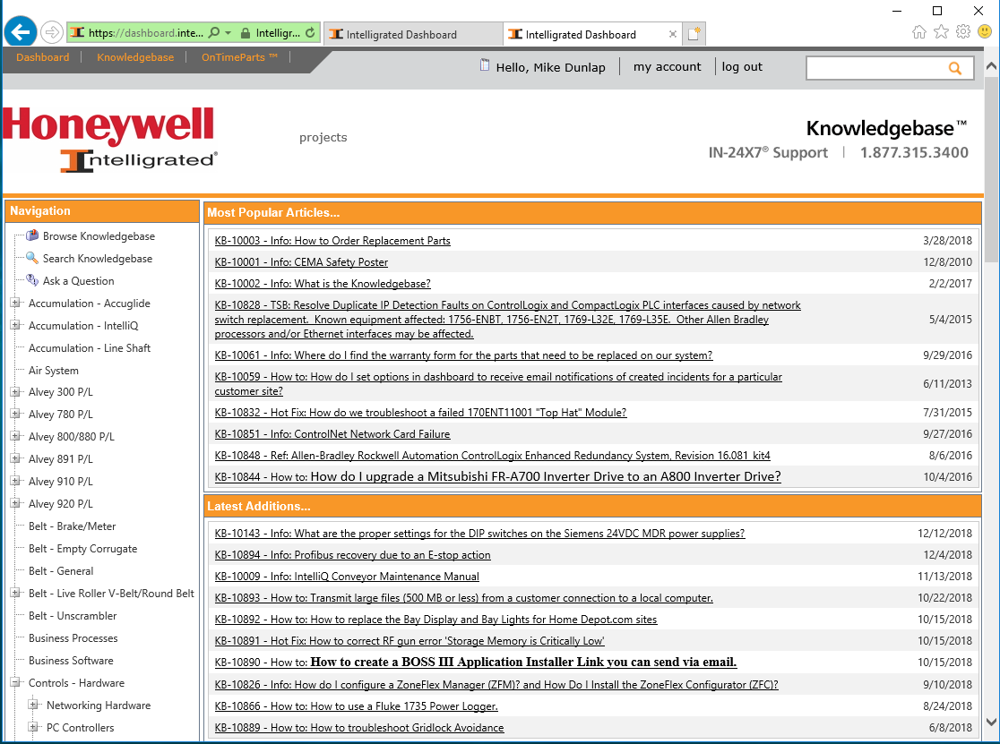 https://dashboard.inte...
Intelligr...
Intelligrated Dashboard
Intelligrated Dashboard
Dashboard
Knowledgebase
OnTimeParts ™
Hello, Mike Dunlap
my account
log out
Honeywell
Intelligrated®
projects
Knowledgebase™
IN-24X7® Support | 1.877.315.3400
Navigation
Browse Knowledgebase
Search Knowledgebase
Ask a Question
Accumulation - Accuglide
Accumulation - IntelliQ
Accumulation - Line Shaft
Air System
Alvey 300 P/L
Alvey 780 P/L
Alvey 800/880 P/L
Alvey 891 P/L
Alvey 910 P/L
Alvey 920 P/L
Belt - Brake/Meter
Belt - Empty Corrugate
Belt - General
Belt - Live Roller V-Belt/Round Belt
Belt - Unscrambler
Business Processes
Business Software
Controls - Hardware
Networking Hardware
PC Controllers
Most Popular Articles...
KB-10003 - Info: How to Order Replacement Parts 3/28/2018
KB-10001 - Info: CEMA Safety Poster 12/8/2010
KB-10002 - Info: What is the Knowledgebase? 2/2/2017
KB-10828 - TSB: Resolve Duplicate IP Detection Faults on ControlLogix and CompactLogix PLC interfaces caused by network
switch replacement.  Known equipment affected: 1756-ENBT, 1756-EN2T, 1769-L32E, 1769-L35E.  Other Allen Bradley 5/4/2015
processors and/or Ethernet interfaces may be affected.
KB-10061 - Info: Where do I find the warranty form for the parts that need to be replaced on our system? 9/29/2016
KB-10059 - How to: How do I set options in dashboard to receive email notifications of created incidents for a particular
customer site? 6/11/2013
KB-10832 - Hot Fix: How do we troubleshoot a failed 170ENT11001 "Top Hat" Module? 7/31/2015
KB-10851 - Info: ControlNet Network Card Failure 9/27/2016
KB-10848 - Ref: Allen-Bradley Rockwell Automation ControlLogix Enhanced Redundancy System, Revision 16.081_kit4 8/6/2016
KB-10844 - How to: How do I upgrade a Mitsubishi FR-A700 Inverter Drive to an A800 Inverter Drive? 10/4/2016
Latest Additions...
KB-10143 - Info: What are the proper settings for the DIP switches on the Siemens 24VDC MDR power supplies? 12/12/2018
KB-10894 - Info: Profibus recovery due to an E-stop action 12/4/2018
KB-10009 - Info: IntelliQ Conveyor Maintenance Manual 11/13/2018
KB-10893 - How to: Transmit large files (500 MB or less) from a customer connection to a local computer. 10/22/2018
KB-10892 - How to: How to replace the Bay Display and Bay Lights for Home Depot.com sites 10/15/2018
KB-10891 - Hot Fix: How to correct RF gun error 'Storage Memory is Critically Low' 10/15/2018
KB-10890 - How to: How to create a BOSS III Application Installer Link you can send via email. 10/15/2018
KB-10826 - Info: How do I configure a ZoneFlex Manager (ZFM)? and How Do I Install the ZoneFlex Configurator (ZFC)? 9/10/2018
KB-10866 - How to: How to use a Fluke 1735 Power Logger. 8/24/2018
KB-10889 - How to: How to troubleshoot Gridlock Avoidance 6/8/2018